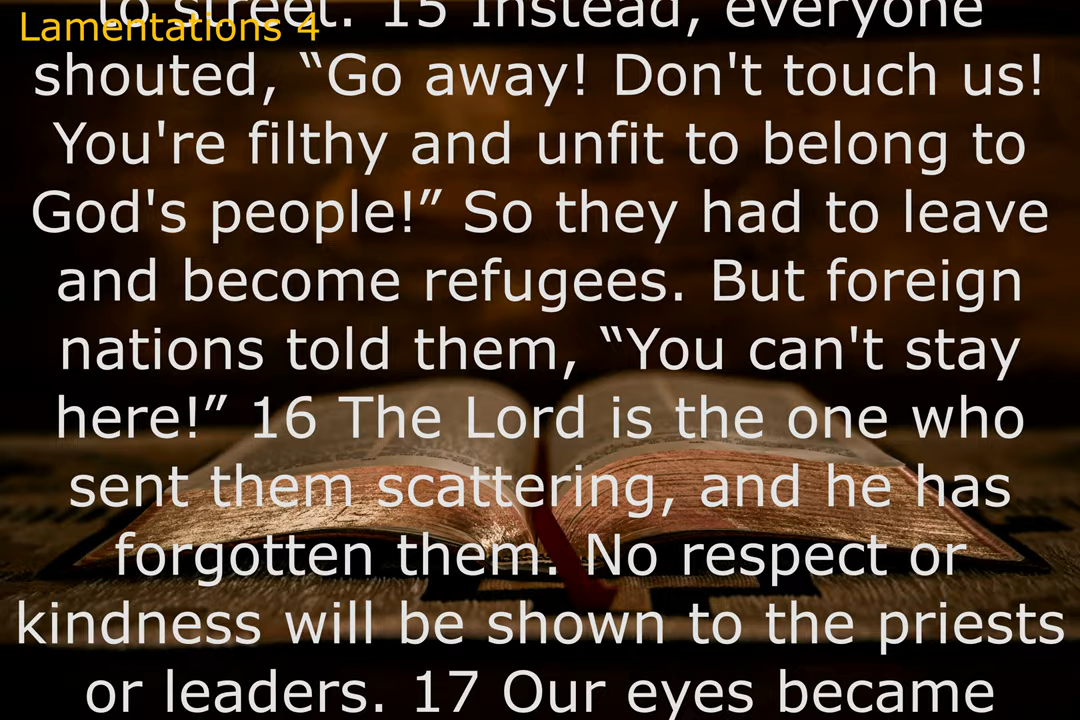 Lamentations 4
to street. 15 Instead, everyone
shouted, “Go away! Don't touch us!
You're filthy and unfit to belong to
God's people!” So they had to leave
and become refugees. But foreign
nations told them, “You can't stay
here!” 16 The Lord is the one who
sent them scattering, and he has
forgotten them. No respect or
kindness will be shown to the priests
or leaders. 17 Our eyes became